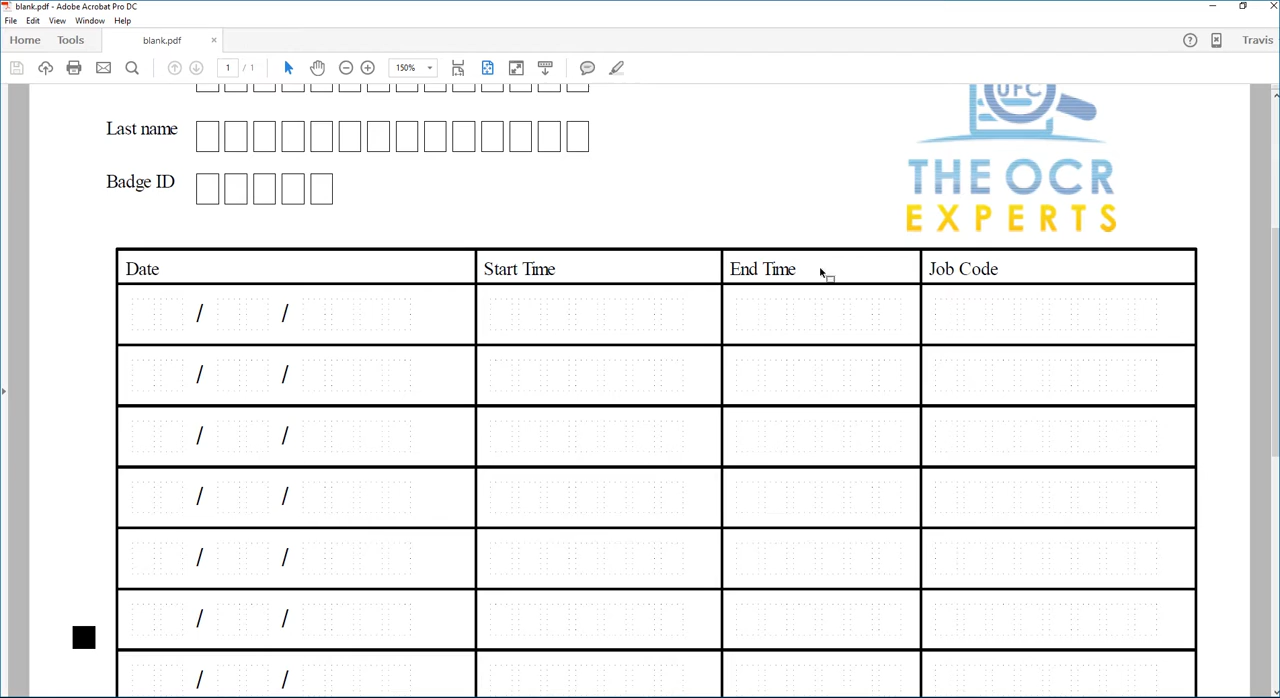 blank.pdf - Adobe Acrobat Pro DC
File Edit View Window Help
Home Tools blank.pdf × Travis
1 / 1 150%
UFC
Last name
THE OCR
Badge ID
EXPERTS
Date Start Time End Time Job Code
/ /
/ /
/ /
/ /
/ /
/ /
/ /